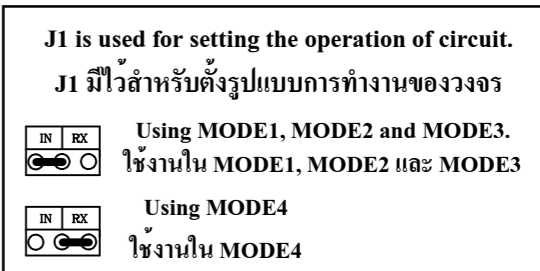 J1 is used for setting the operation of circuit.
J1 มีไว้สำหรับตั้งรูปแบบการทำงานของวงจร
IN RX
Using MODE1, MODE2 and MODE3.
ใช้งานใน MODE1, MODE2 และ MODE3
IN RX
Using MODE4
ใช้งานใน MODE4